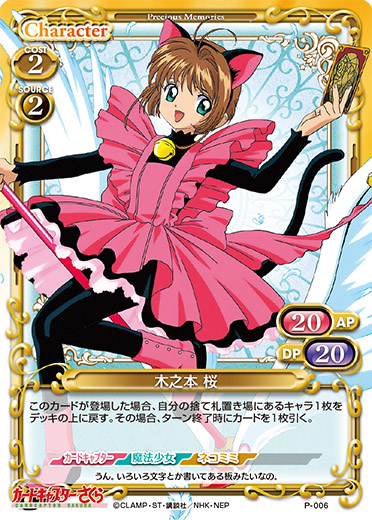 Precious Memories
Character
COST
2
SOURCE
2
20 AP
DP 20
木之本 桜
このカードが登場した場合、自分の捨て札置き場にあるキャラ1枚を
デッキの上に戻す。その場合、ターン終了時にカードを1枚引く。
カードキャプター 魔法少女 ネコミミ
うん。いろいろ文字とか書いてある板みたいなの。
カードキャプターさくら
CARDCAPTOR SAKURA
©CLAMP・ST・講談社/NHK・NEP
P-006